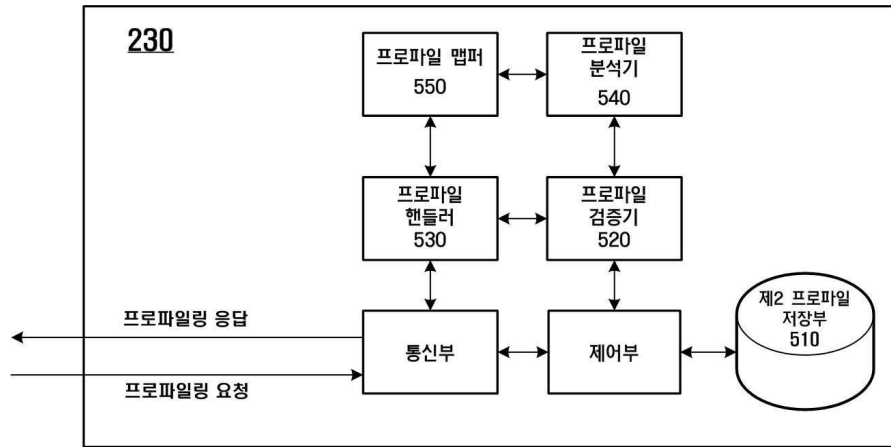 230
프로파일 맵퍼
550
프로파일
분석기
540
프로파일
핸들러
530
프로파일
검증기
520
제2 프로파일
저장부
510
프로파일링 응답
통신부
제어부
프로파일링 요청